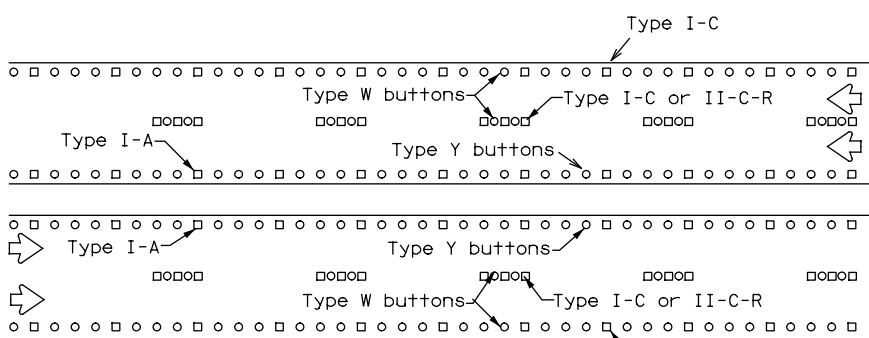 Type I-C
Type W buttons
Type I-C or II-C-R
Type I-A
Type Y buttons
Type I-A
Type Y buttons
Type W buttons
Type I-C or II-C-R